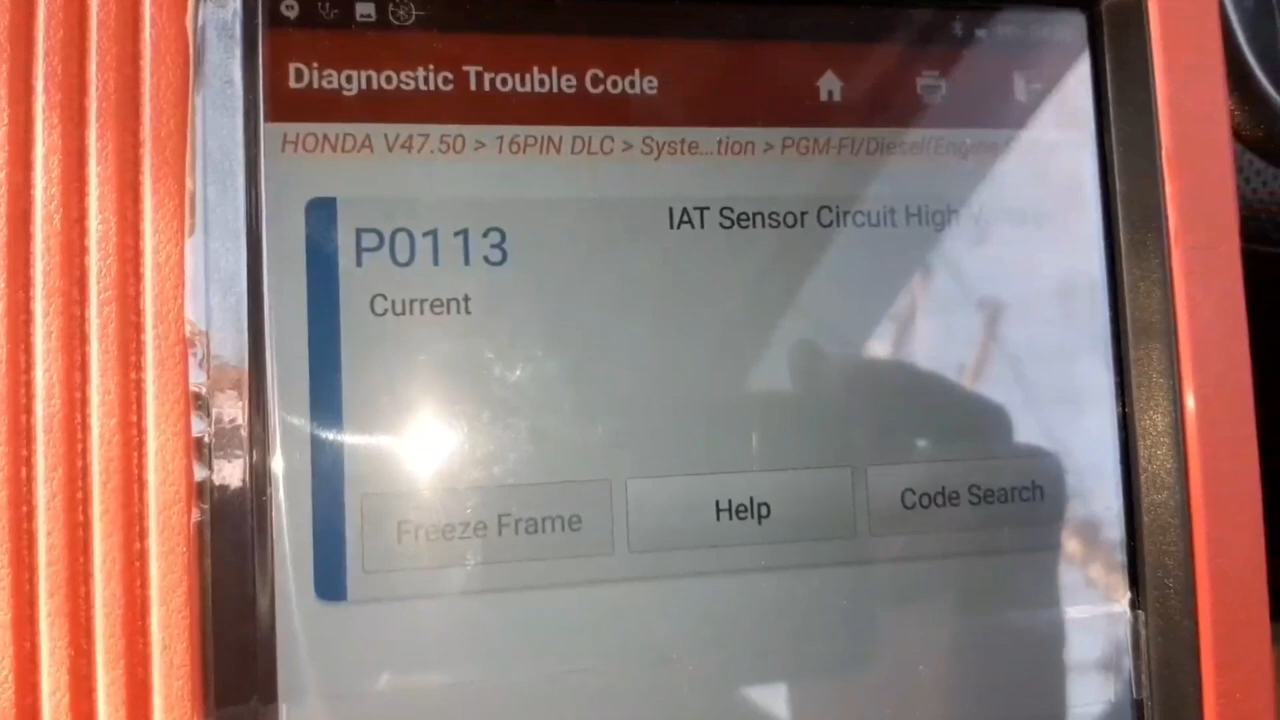 Diagnostic Trouble Code
HONDA V47.50 > 16PIN DLC > Syste...tion > PGM-FI/Diesel(Engine
P0113
IAT Sensor Circuit High
Current
Freeze Frame
Help
Code Search